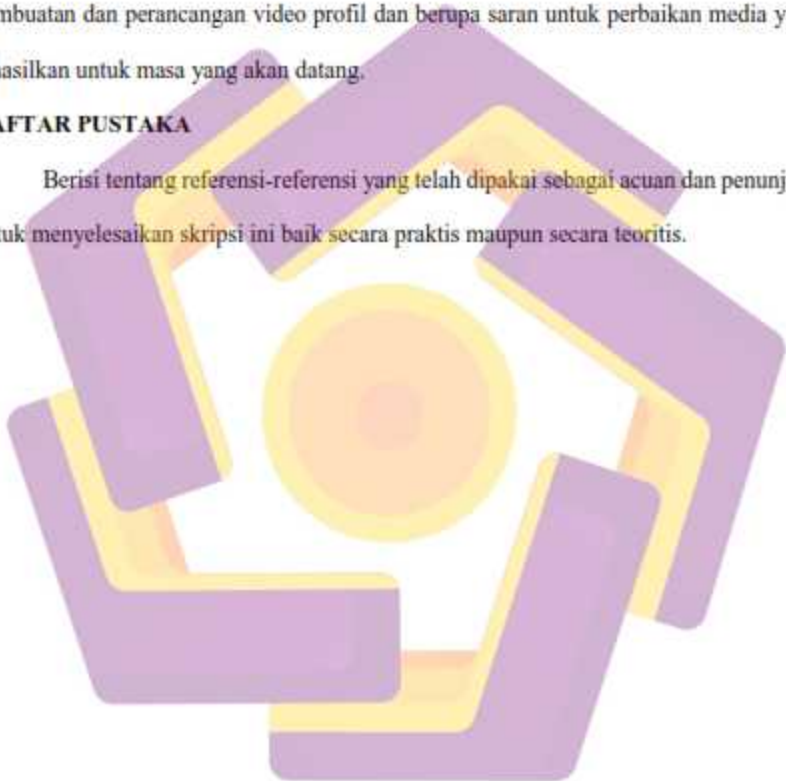 mbuatan dan perancangan video profil dan berupa saran untuk perbaikan media y
asilkan untuk masa yang akan datang.
AFTAR PUSTAKA
Berisi tentang referensi-referensi yang telah dipakai sebagai acuan dan penunj
tuk menyelesaikan skripsi ini baik secara praktis maupun secara teoritis.